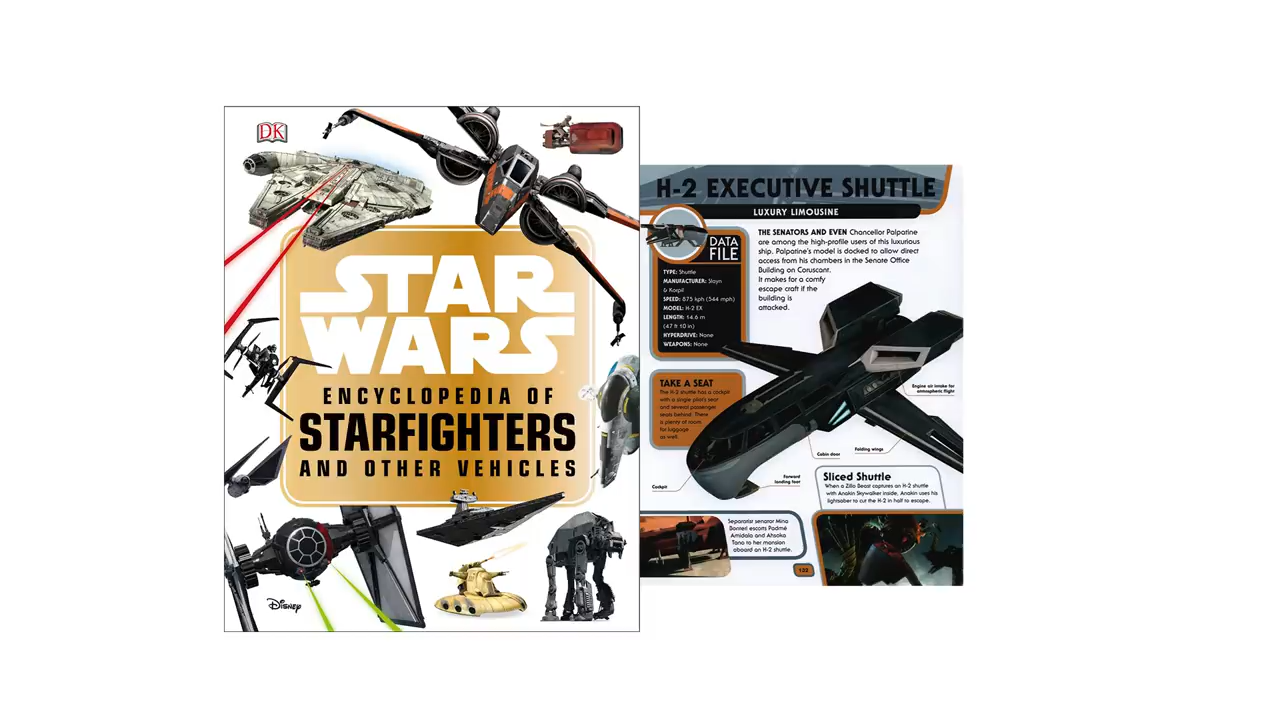 DK
STAR
WARS
ENCYCLOPEDIA OF
STARFIGHTERS
AND OTHER VEHICLES
Disney
H-2 EXECUTIVE SHUTTLE
LUXURY LIMOUSINE
DATA
FILE
TYPE: Shuttle
MANUFACTURER: Slayn
& Korpil
SPEED: 875 kph (544 mph)
MODEL: H-2 EX
LENGTH: 14.6 m
(47 ft 10 in)
HYPERDRIVE: None
WEAPONS: None
THE SENATORS AND EVEN Chancellor Palpatine
are among the high-profile users of this luxurious
ship. Palpatine's model is docked to allow direct
access from his chambers in the Senate Office
Building on Coruscant.
It makes for a comfy
escape craft if the
building is
attacked.
TAKE A SEAT
The H-2 shuttle has a cockpit
with a single pilot's seat
and several passenger
seats behind. There
is plenty of room
for luggage
as well.
Engine air intake for
atmospheric flight
Cabin door
Folding wings
Forward
landing foot
Cockpit
Sliced Shuttle
When a Zillo Beast captures an H-2 shuttle
with Anakin Skywalker inside, Anakin uses his
lightsaber to cut the H-2 in half to escape.
Separatist senator Mina
Bonteri escorts Padmé
Amidala and Ahsoka
Tano to her mansion
aboard an H-2 shuttle.
132